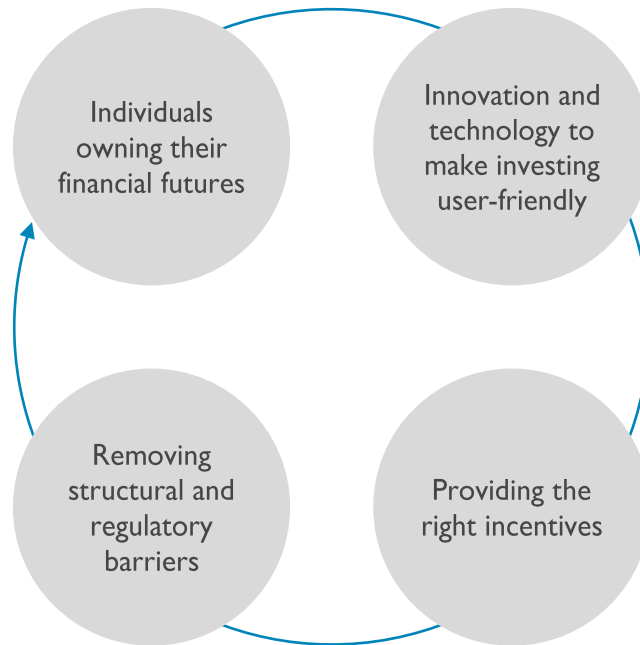 Individuals
owning their
financial futures
Innovation and
technology to
make investing
user-friendly
Removing
structural and
regulatory
barriers
Providing the
right incentives